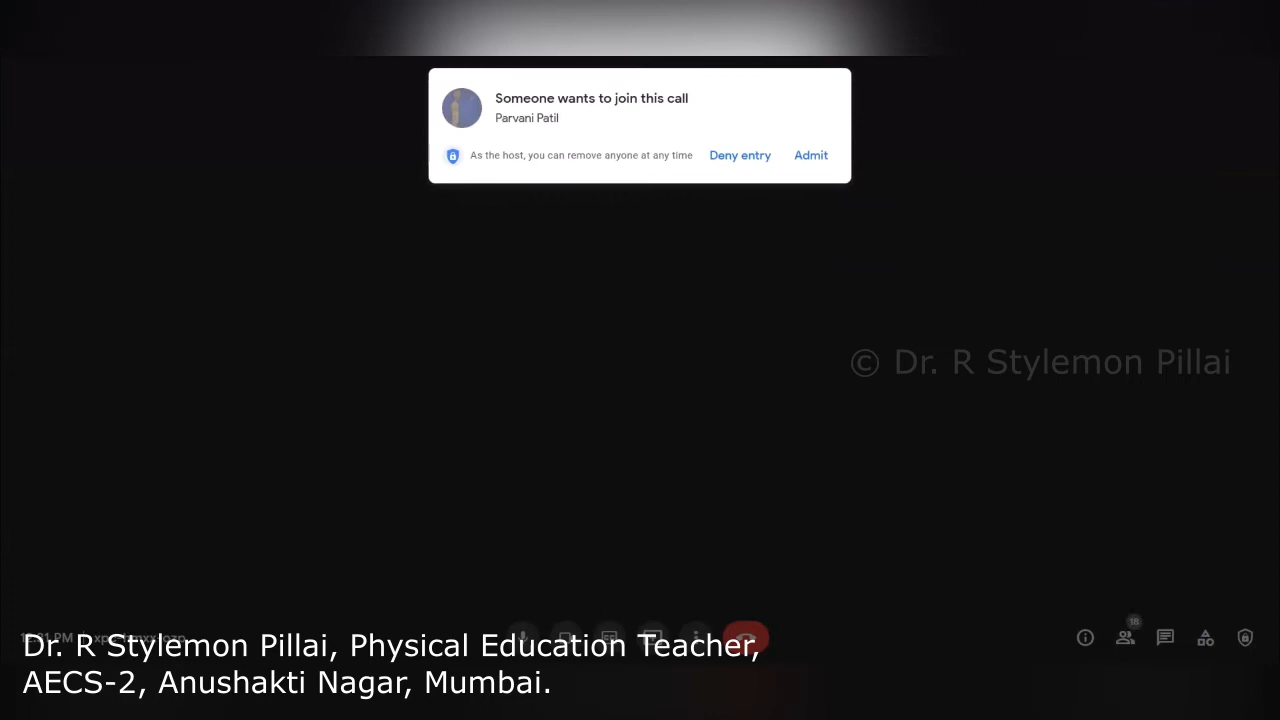 Someone wants to join this call
Parvani Patil
As the host, you can remove anyone at any time Deny entry Admit
© Dr. R Stylemon Pillai
18
Dr. R Stylemon Pillai, Physical Education Teacher,
AECS-2, Anushakti Nagar, Mumbai.